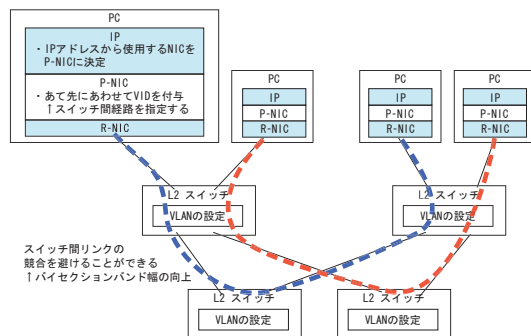 PC
IP
・IPアドレスから使用するNICを
P-NICに決定
P-NIC
・あて先にあわせてVIDを付与
↑スイッチ間経路を指定する
R-NIC
PC
IP
P-NIC
R-NIC
PC
IP
P-NIC
R-NIC
PC
IP
P-NIC
R-NIC
L2 スイッチ
VLANの設定
L2 スイッチ
VLANの設定
スイッチ間リンクの
競合を避けることができる
↑バイセクションバンド幅の向上
L2 スイッチ
VLANの設定
L2 スイッチ
VLANの設定